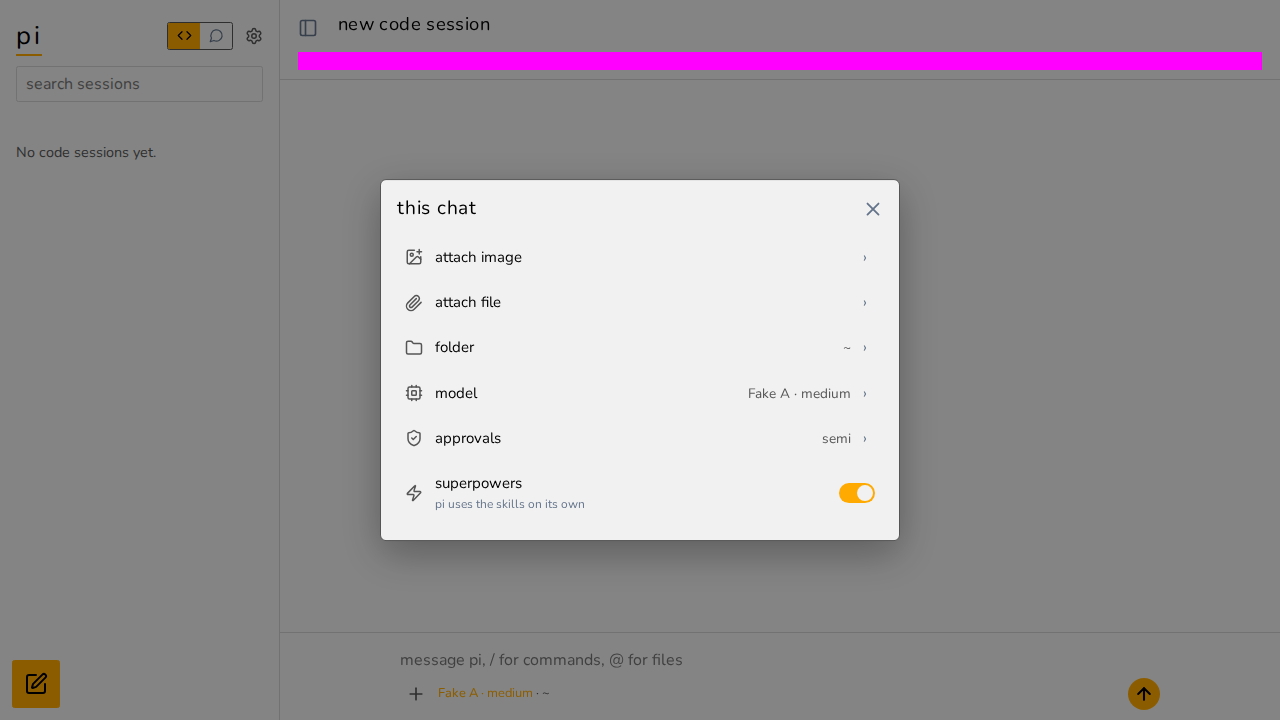 pi
new code session
search sessions
No code sessions yet.
this chat
attach image
attach file
folder ~
model Fake A · medium
approvals semi
superpowers
pi uses the skills on its own
message pi, / for commands, @ for files
Fake A · medium · ~